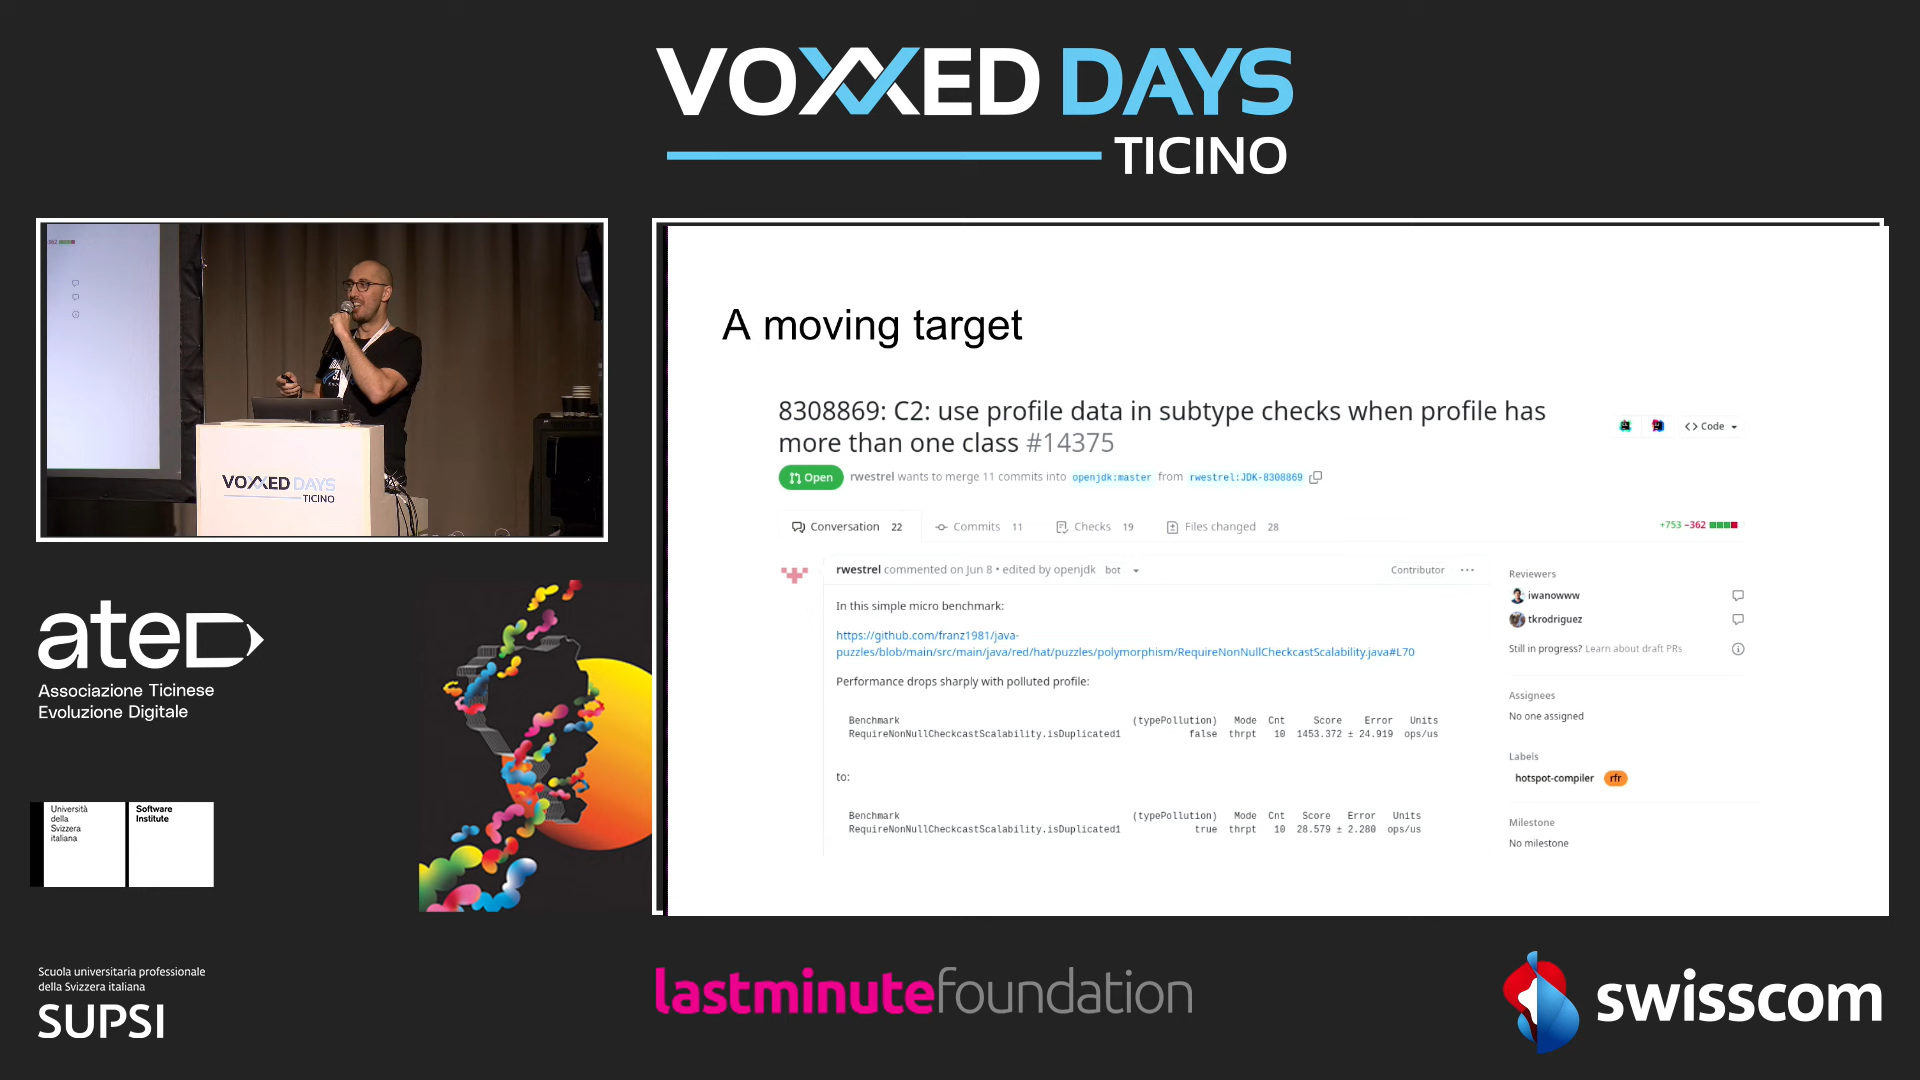 VOXXED DAYS
TICINO
VOXXED DAYS
TICINO
ateD
Associazione Ticinese
Evoluzione Digitale
Università
della
Svizzera
italiana
Software
Institute
Scuola universitaria professionale
della Svizzera italiana
SUPSI
A moving target
8308869: C2: use profile data in subtype checks when profile has
more than one class #14375
Code
Open rwestrel wants to merge 11 commits into openjdk:master from rwestrel:JDK-8308869
Conversation 22 Commits 11 Checks 19 Files changed 28
+753 −362
rwestrel commented on Jun 8 • edited by openjdk bot
Contributor ···
In this simple micro benchmark:
https://github.com/franz1981/java-
puzzles/blob/main/src/main/java/red/hat/puzzles/polymorphism/RequireNonNullCheckcastScalability.java#L70
Performance drops sharply with polluted profile:
Benchmark (typePollution) Mode Cnt Score Error Units
RequireNonNullCheckcastScalability.isDuplicated1 false thrpt 10 1453.372 ± 24.919 ops/us
to:
Benchmark (typePollution) Mode Cnt Score Error Units
RequireNonNullCheckcastScalability.isDuplicated1 true thrpt 10 28.579 ± 2.280 ops/us
Reviewers
iwanowww
tkrodriguez
Still in progress? Learn about draft PRs
Assignees
No one assigned
Labels
hotspot-compiler rfr
Milestone
No milestone
lastminutefoundation
swisscom